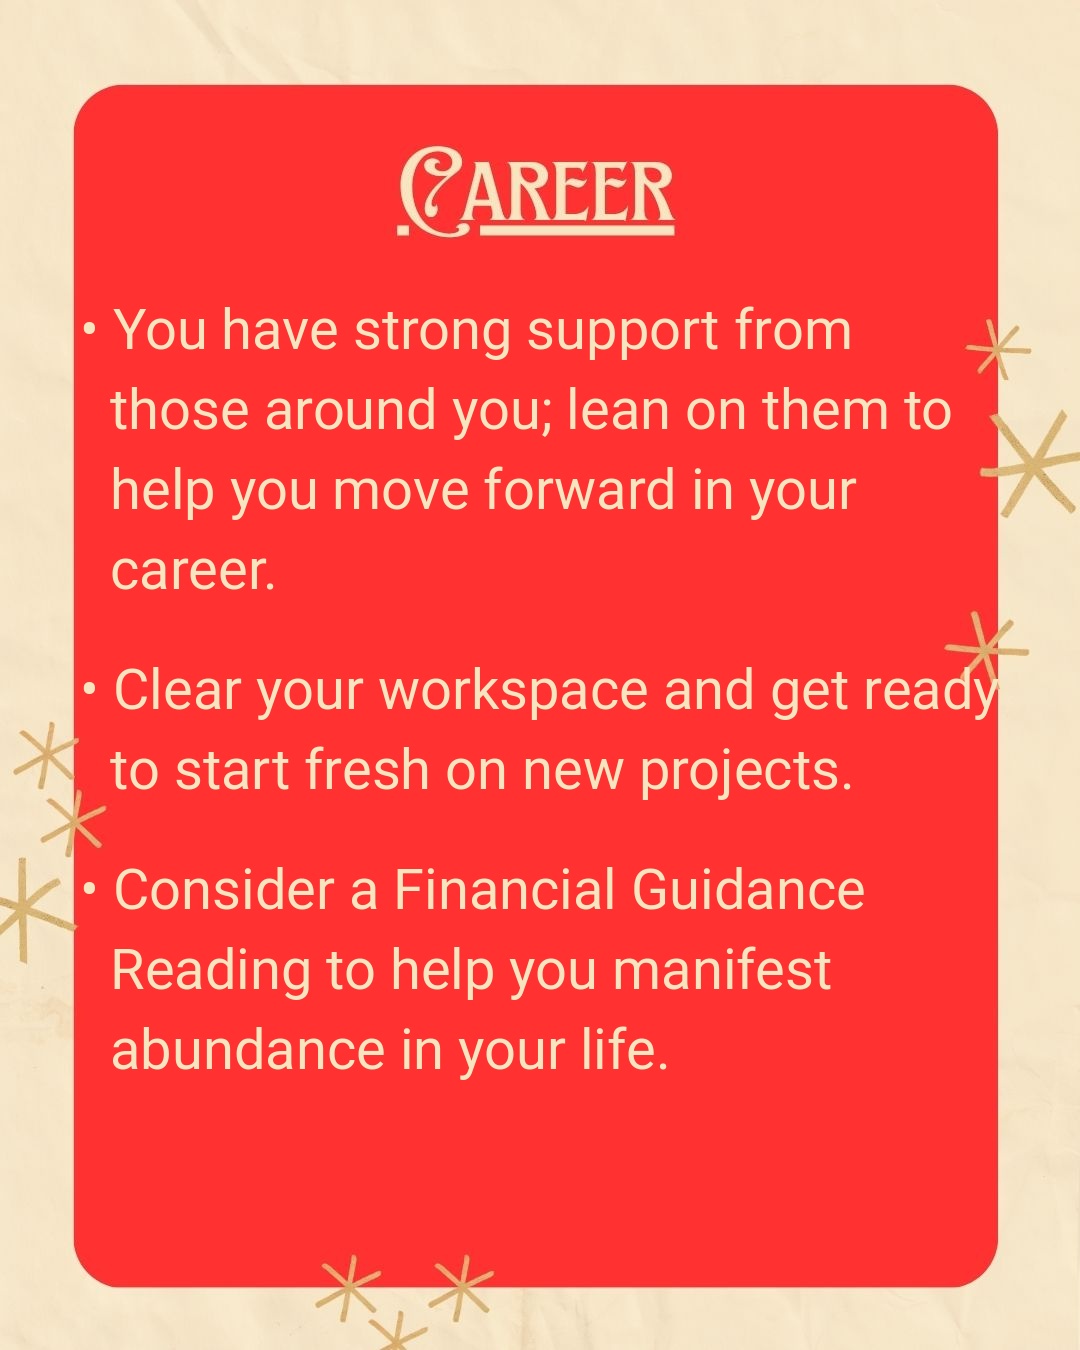 Career
• You have strong support from
those around you; lean on them to
help you move forward in your
career.
• Clear your workspace and get ready
to start fresh on new projects.
• Consider a Financial Guidance
Reading to help you manifest
abundance in your life.